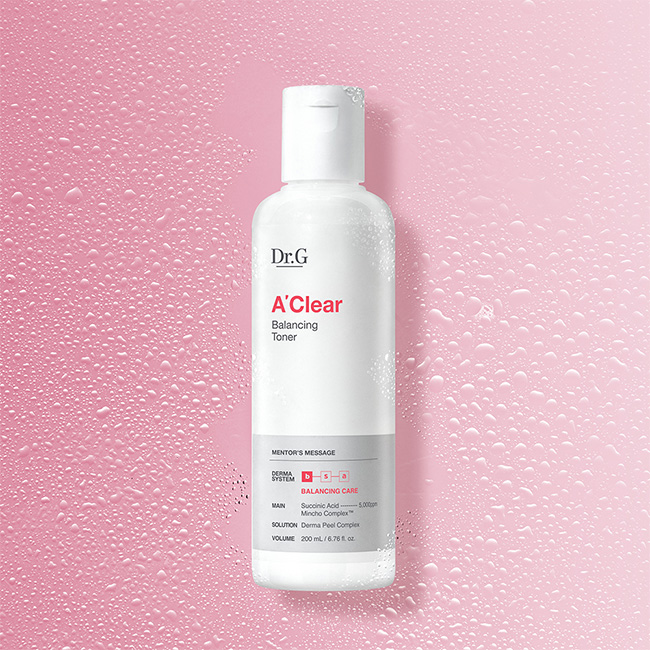 Dr.G
A'Clear
Balancing
Toner
MENTOR'S MESSAGE
DERMA SYSTEM b s a
BALANCING CARE
MAIN Succinic Acid -------- 5,000ppm
Mincho Complex™
SOLUTION Derma Peel Complex
VOLUME 200 mL / 6.76 fl. oz.